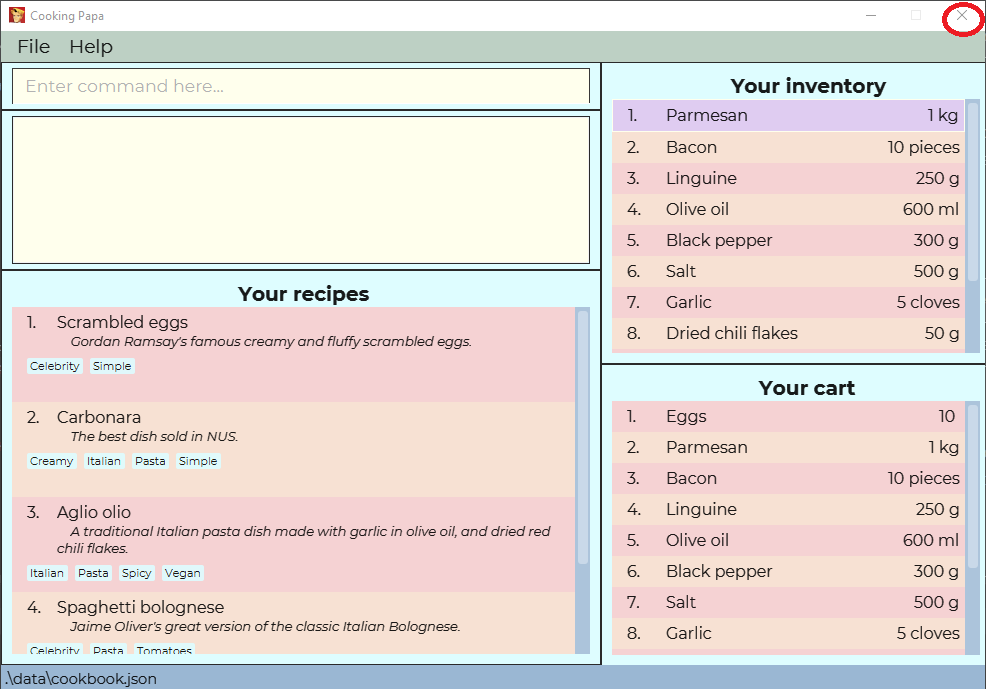 Cooking Papa
File Help
Enter command here...
Your recipes
1. Scrambled eggs
Gordan Ramsay's famous creamy and fluffy scrambled eggs.
Celebrity Simple
2. Carbonara
The best dish sold in NUS.
Creamy Italian Pasta Simple
3. Aglio olio
A traditional Italian pasta dish made with garlic in olive oil, and dried red
chili flakes.
Italian Pasta Spicy Vegan
4. Spaghetti bolognese
Jaime Oliver's great version of the classic Italian Bolognese.
Celebrity Pasta Tomatoes
Your inventory
1. Parmesan 1 kg
2. Bacon 10 pieces
3. Linguine 250 g
4. Olive oil 600 ml
5. Black pepper 300 g
6. Salt 500 g
7. Garlic 5 cloves
8. Dried chili flakes 50 g
Your cart
1. Eggs 10
2. Parmesan 1 kg
3. Bacon 10 pieces
4. Linguine 250 g
5. Olive oil 600 ml
6. Black pepper 300 g
7. Salt 500 g
8. Garlic 5 cloves
.\data\cookbook.json